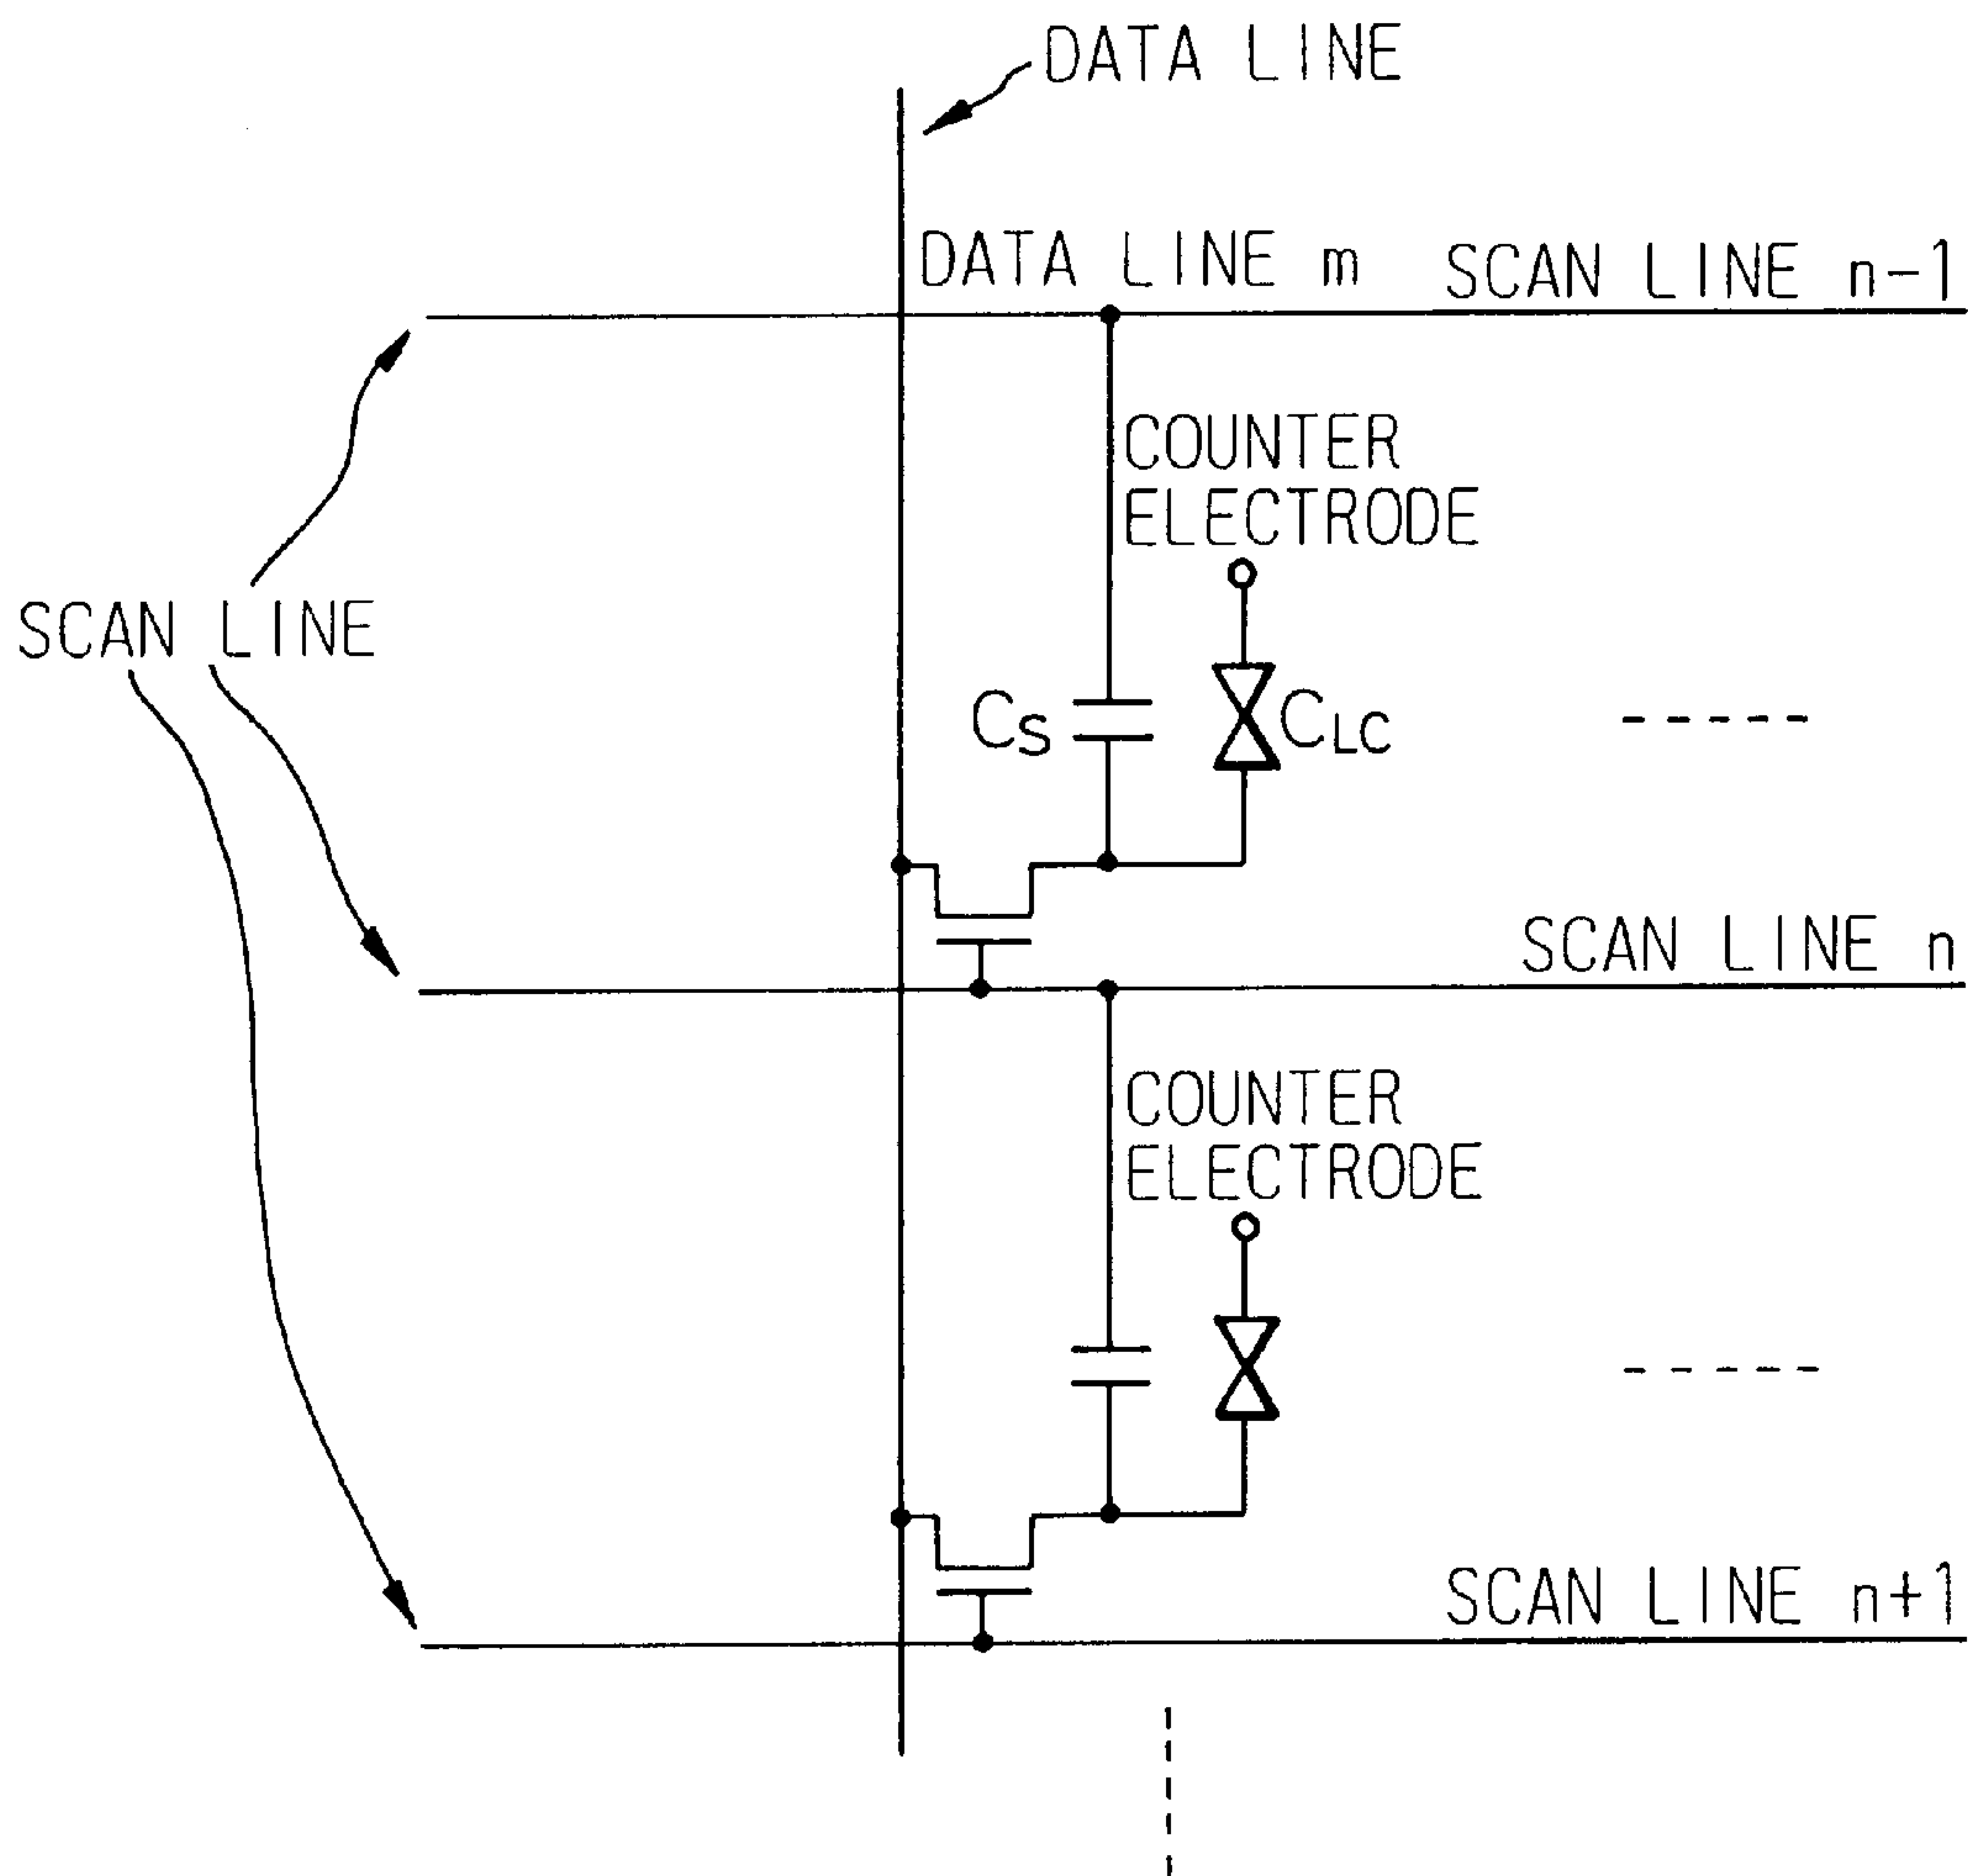 DATA LINE
DATA LINE m
SCAN LINE n-1
COUNTER
ELECTRODE
SCAN LINE
CS
CLC
SCAN LINE n
COUNTER
ELECTRODE
SCAN LINE n+1